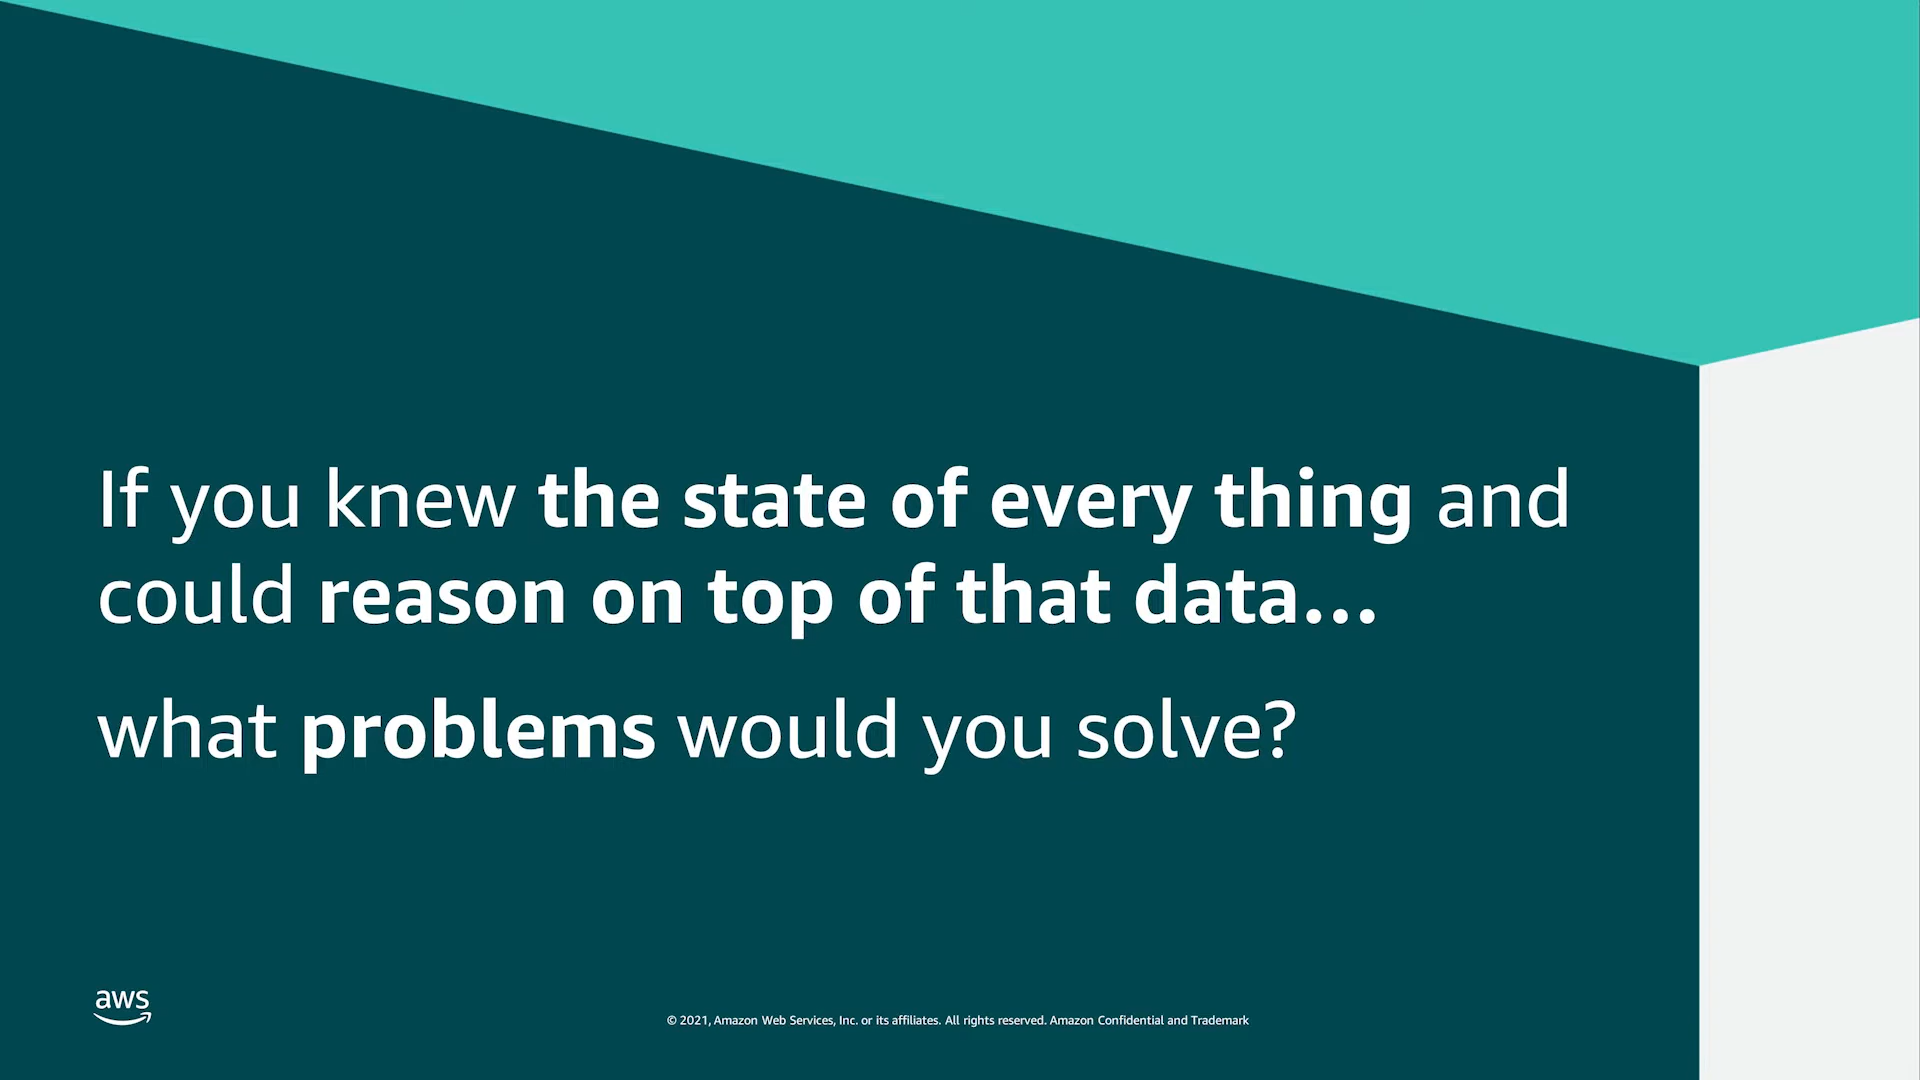 If you knew the state of every thing and
could reason on top of that data...
what problems would you solve?
aws
© 2021, Amazon Web Services, Inc. or its affiliates. All rights reserved. Amazon Confidential and Trademark